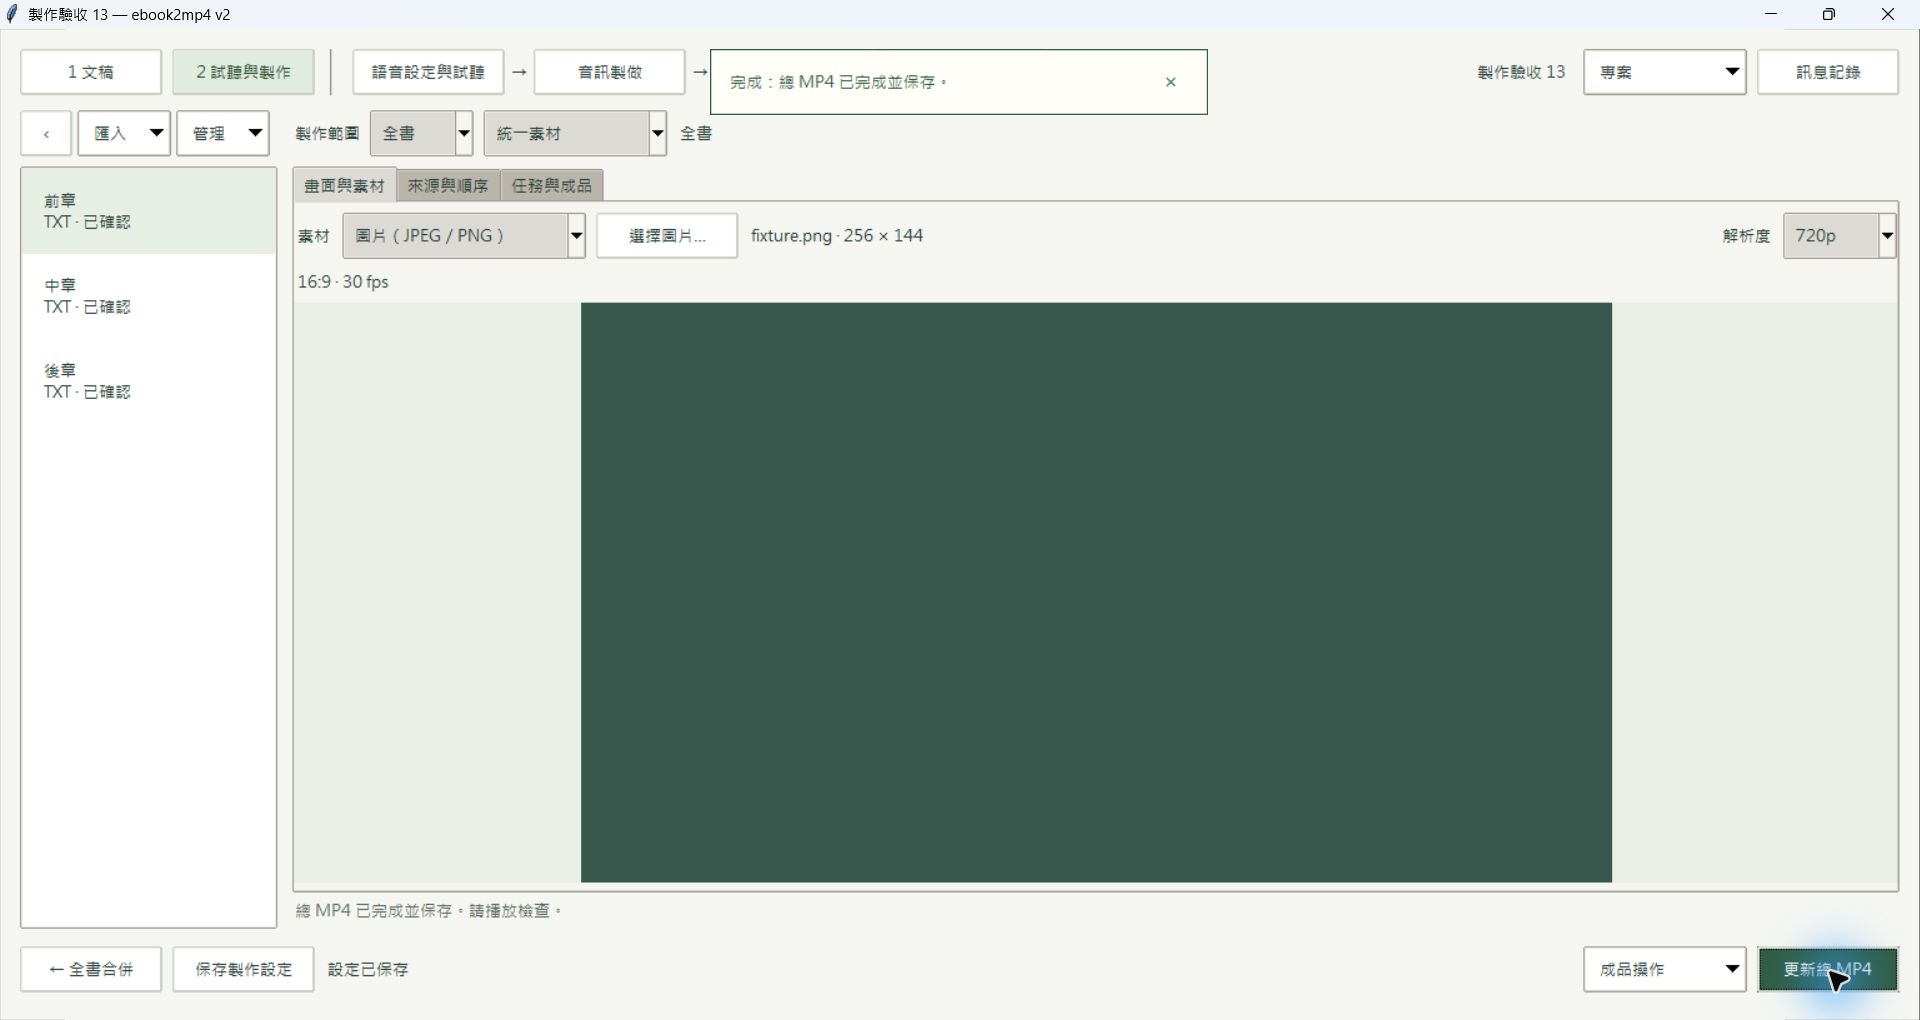 製作驗收 13 — ebook2mp4 v2
1 文稿
2 試聽與製作
語音設定與試聽
→
音訊製做
→
完成：總 MP4 已完成並保存。
×
製作驗收 13
專案
訊息記錄
‹
匯入
管理
製作範圍
全書
統一素材
全書
前章
TXT · 已確認
中章
TXT · 已確認
後章
TXT · 已確認
畫面與素材
來源與順序
任務與成品
素材
圖片（JPEG / PNG）
選擇圖片...
fixture.png · 256 × 144
解析度
720p
16:9 · 30 fps
總 MP4 已完成並保存。請播放檢查。
← 全書合併
保存製作設定
設定已保存
成品操作
更新總 MP4